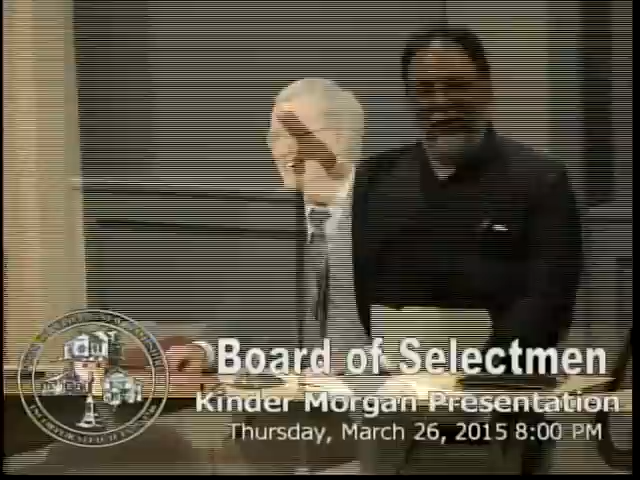 Board of Selectmen
Kinder Morgan Presentation
Thursday, March 26, 2015 8:00 PM